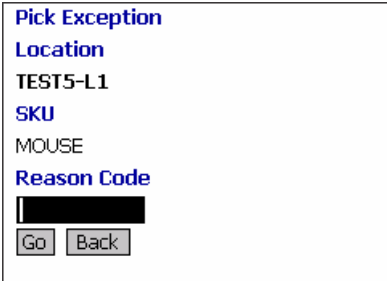 Pick Exception
Location
TEST5-L1
SKU
MOUSE
Reason Code
Go Back